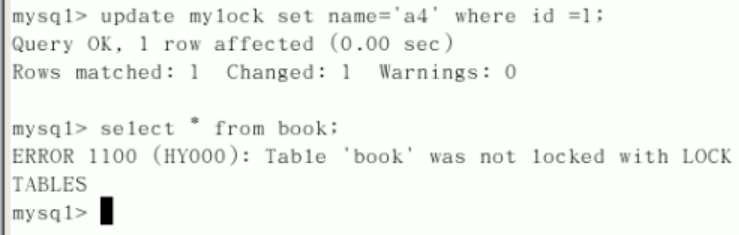 mysql> update mylock set name='a4' where id =1;
Query OK, 1 row affected (0.00 sec)
Rows matched: 1  Changed: 1  Warnings: 0
mysql> select * from book;
ERROR 1100 (HY000): Table 'book' was not locked with LOCK
TABLES
mysql>